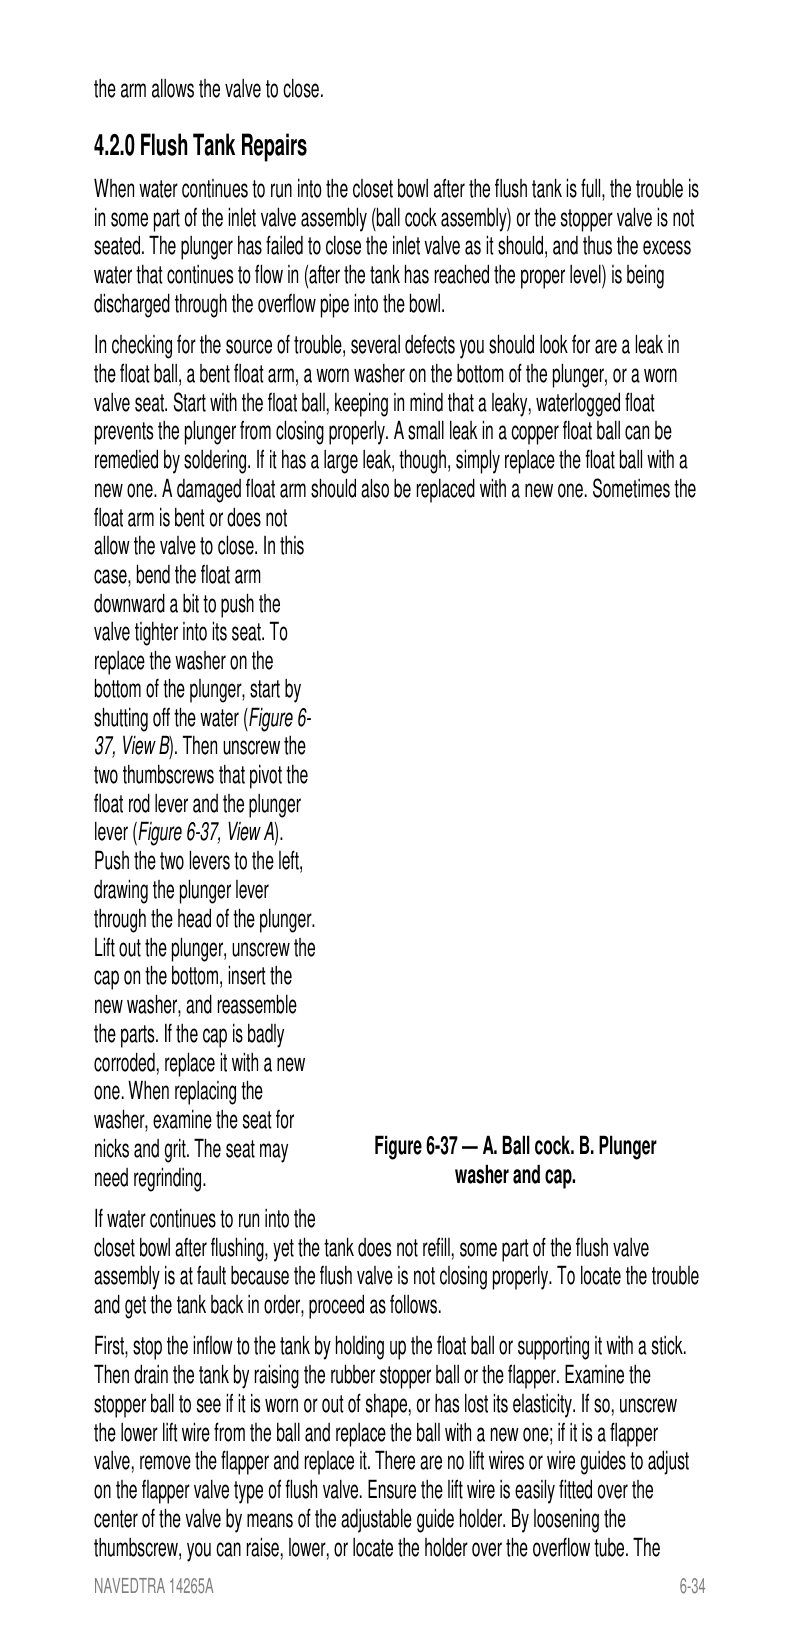 the arm allows the valve to close.
4.2.0 Flush Tank Repairs
When water continues to run into the closet bowl after the flush tank is full, the trouble is
in some part of the inlet valve assembly (ball cock assembly) or the stopper valve is not
seated. The plunger has failed to close the inlet valve as it should, and thus the excess
water that continues to flow in (after the tank has reached the proper level) is being
discharged through the overflow pipe into the bowl.
In checking for the source of trouble, several defects you should look for are a leak in
the float ball, a bent float arm, a worn washer on the bottom of the plunger, or a worn
valve seat. Start with the float ball, keeping in mind that a leaky, waterlogged float
prevents the plunger from closing properly. A small leak in a copper float ball can be
remedied by soldering. If it has a large leak, though, simply replace the float ball with a
new one. A damaged float arm should also be replaced with a new one. Sometimes the
float arm is bent or does not
allow the valve to close. In this
case, bend the float arm
downward a bit to push the
valve tighter into its seat. To
replace the washer on the
bottom of the plunger, start by
shutting off the water (Figure 6-
37, View B). Then unscrew the
two thumbscrews that pivot the
float rod lever and the plunger
lever (Figure 6-37, View A).
Push the two levers to the left,
drawing the plunger lever
through the head of the plunger.
Lift out the plunger, unscrew the
cap on the bottom, insert the
new washer, and reassemble
the parts. If the cap is badly
corroded, replace it with a new
one. When replacing the
washer, examine the seat for
nicks and grit. The seat may
need regrinding.
Figure 6-37 — A. Ball cock. B. Plunger
washer and cap.
If water continues to run into the
closet bowl after flushing, yet the tank does not refill, some part of the flush valve
assembly is at fault because the flush valve is not closing properly. To locate the trouble
and get the tank back in order, proceed as follows.
First, stop the inflow to the tank by holding up the float ball or supporting it with a stick.
Then drain the tank by raising the rubber stopper ball or the flapper. Examine the
stopper ball to see if it is worn or out of shape, or has lost its elasticity. If so, unscrew
the lower lift wire from the ball and replace the ball with a new one; if it is a flapper
valve, remove the flapper and replace it. There are no lift wires or wire guides to adjust
on the flapper valve type of flush valve. Ensure the lift wire is easily fitted over the
center of the valve by means of the adjustable guide holder. By loosening the
thumbscrew, you can raise, lower, or locate the holder over the overflow tube. The
NAVEDTRA 14265A 6-34